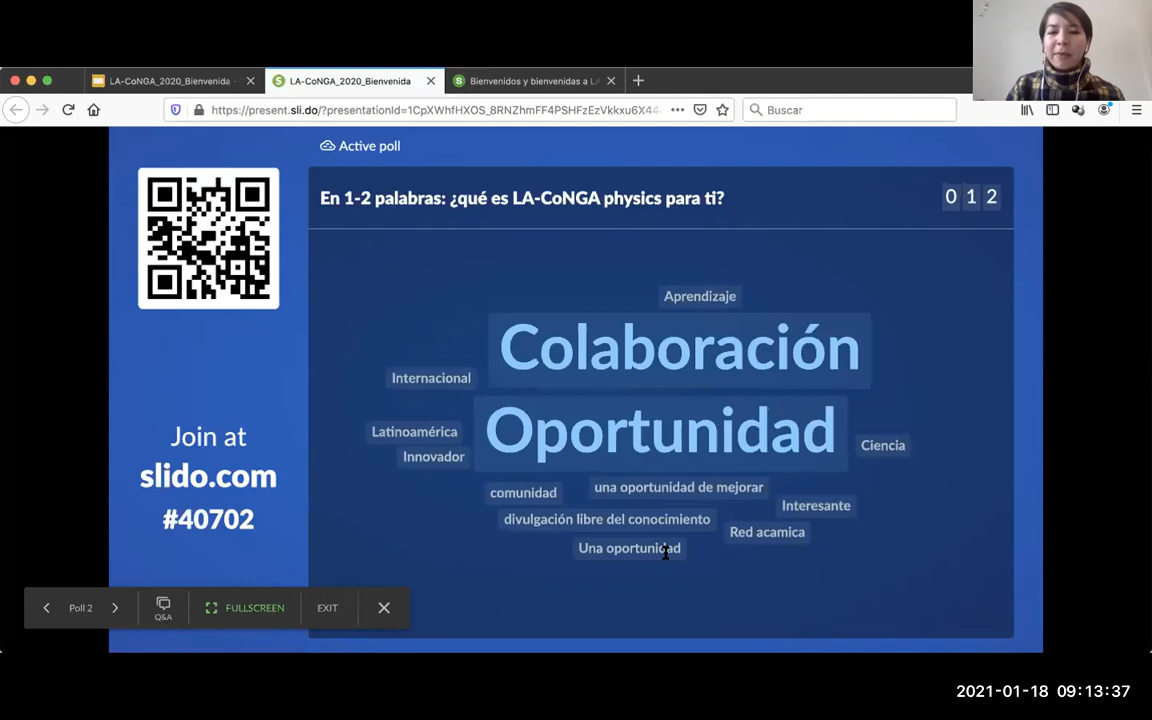 LA-CoNGA_2020_Bienvenida -
LA-CoNGA_2020_Bienvenida
Bienvenidos y bienvenidas a LA
https://present.sli.do/?presentationId=1CpXWhfHXOS_8RNZhmFF4PSHFzEzVkkxu6X44
Buscar
Active poll
En 1-2 palabras: ¿qué es LA-CoNGA physics para ti?
0 1 2
Aprendizaje
Colaboración
Internacional
Oportunidad
Latinoamérica
Innovador
Ciencia
comunidad
una oportunidad de mejorar
Interesante
divulgación libre del conocimiento
Red acamica
Una oportunidad
Join at
slido.com
#40702
Poll 2
Q&A
FULLSCREEN
EXIT
2021-01-18 09:13:37